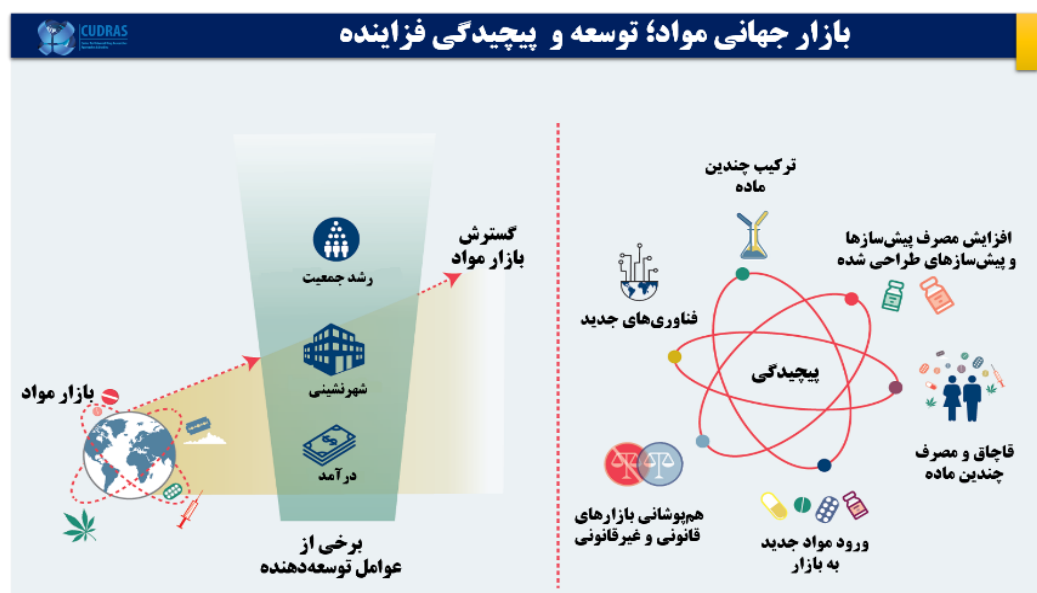 بازار جهانی مواد؛ توسعه و پیچیدگی فزاینده
CUDRAS
ترکیب چندین
ماده
افزایش مصرف پیش‌سازها
و پیش‌سازهای طراحی شده
فناوری‌های جدید
پیچیدگی
قاچاق و مصرف
چندین ماده
هم‌پوشانی بازارهای
قانونی و غیرقانونی
ورود مواد جدید
به بازار
گسترش
بازار مواد
رشد جمعیت
شهرنشینی
بازار مواد
درآمد
برخی از
عوامل توسعه‌دهنده